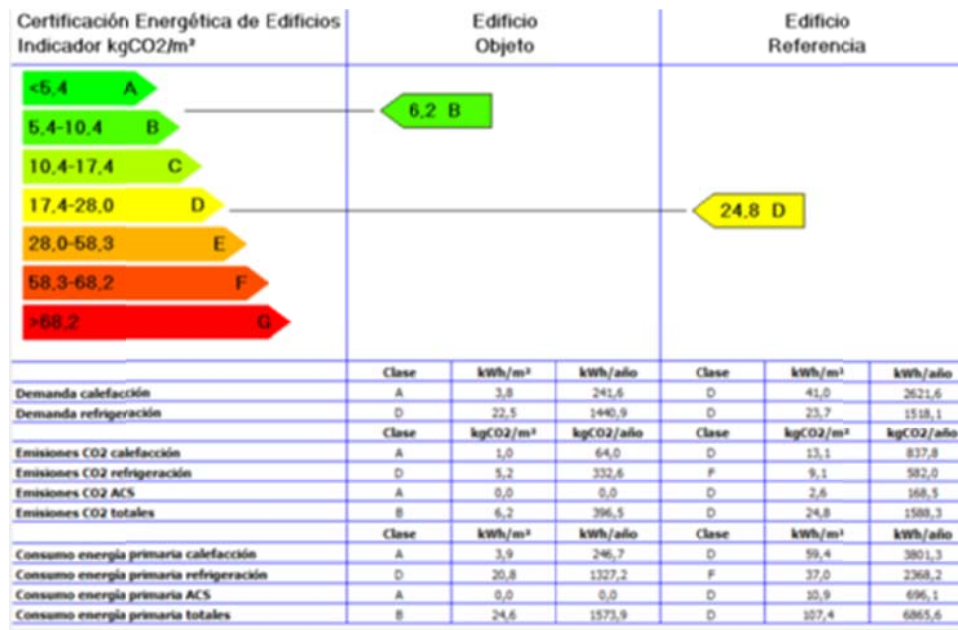 Certificación Energética de Edificios
Indicador kgCO2/m²
Edificio
Objeto
Edificio
Referencia
<5,4 A
5,4-10,4 B
10,4-17,4 C
17,4-28,0 D
28,0-58,3 E
58,3-68,2 F
>68,2 G
6,2 B
24,8 D
Clase kWh/m² kWh/año Clase kWh/m² kWh/año
Demanda calefacción A 3,8 241,6 D 41,0 2621,6
Demanda refrigeración D 22,5 1440,9 D 23,7 1518,1
Clase kgCO2/m² kgCO2/año Clase kgCO2/m² kgCO2/año
Emisiones CO2 calefacción A 1,0 64,0 D 13,1 837,8
Emisiones CO2 refrigeración D 5,2 332,6 F 9,1 582,0
Emisiones CO2 ACS A 0,0 0,0 D 2,6 168,5
Emisiones CO2 totales B 6,2 396,5 D 24,8 1588,3
Clase kWh/m² kWh/año Clase kWh/m² kWh/año
Consumo energía primaria calefacción A 3,9 246,7 D 59,4 3801,3
Consumo energía primaria refrigeración D 20,8 1327,2 F 37,0 2368,2
Consumo energía primaria ACS A 0,0 0,0 D 10,9 696,1
Consumo energía primaria totales B 24,6 1573,9 D 107,4 6865,6